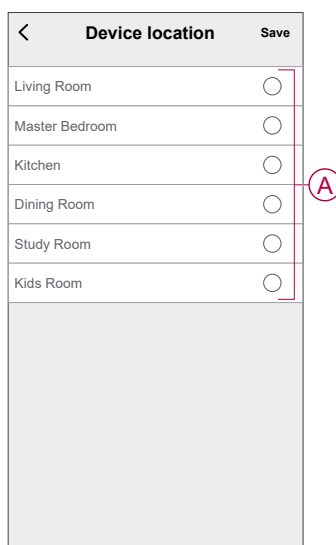 Device location Save
Living Room
Master Bedroom
Kitchen
A
Dining Room
Study Room
Kids Room